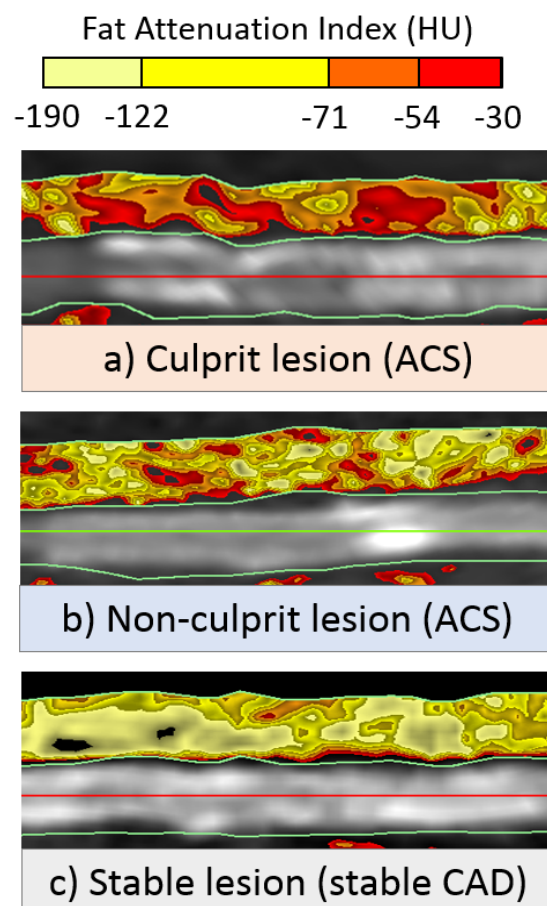 Fat Attenuation Index (HU)
-190 -122 -71 -54 -30
a) Culprit lesion (ACS)
b) Non-culprit lesion (ACS)
c) Stable lesion (stable CAD)